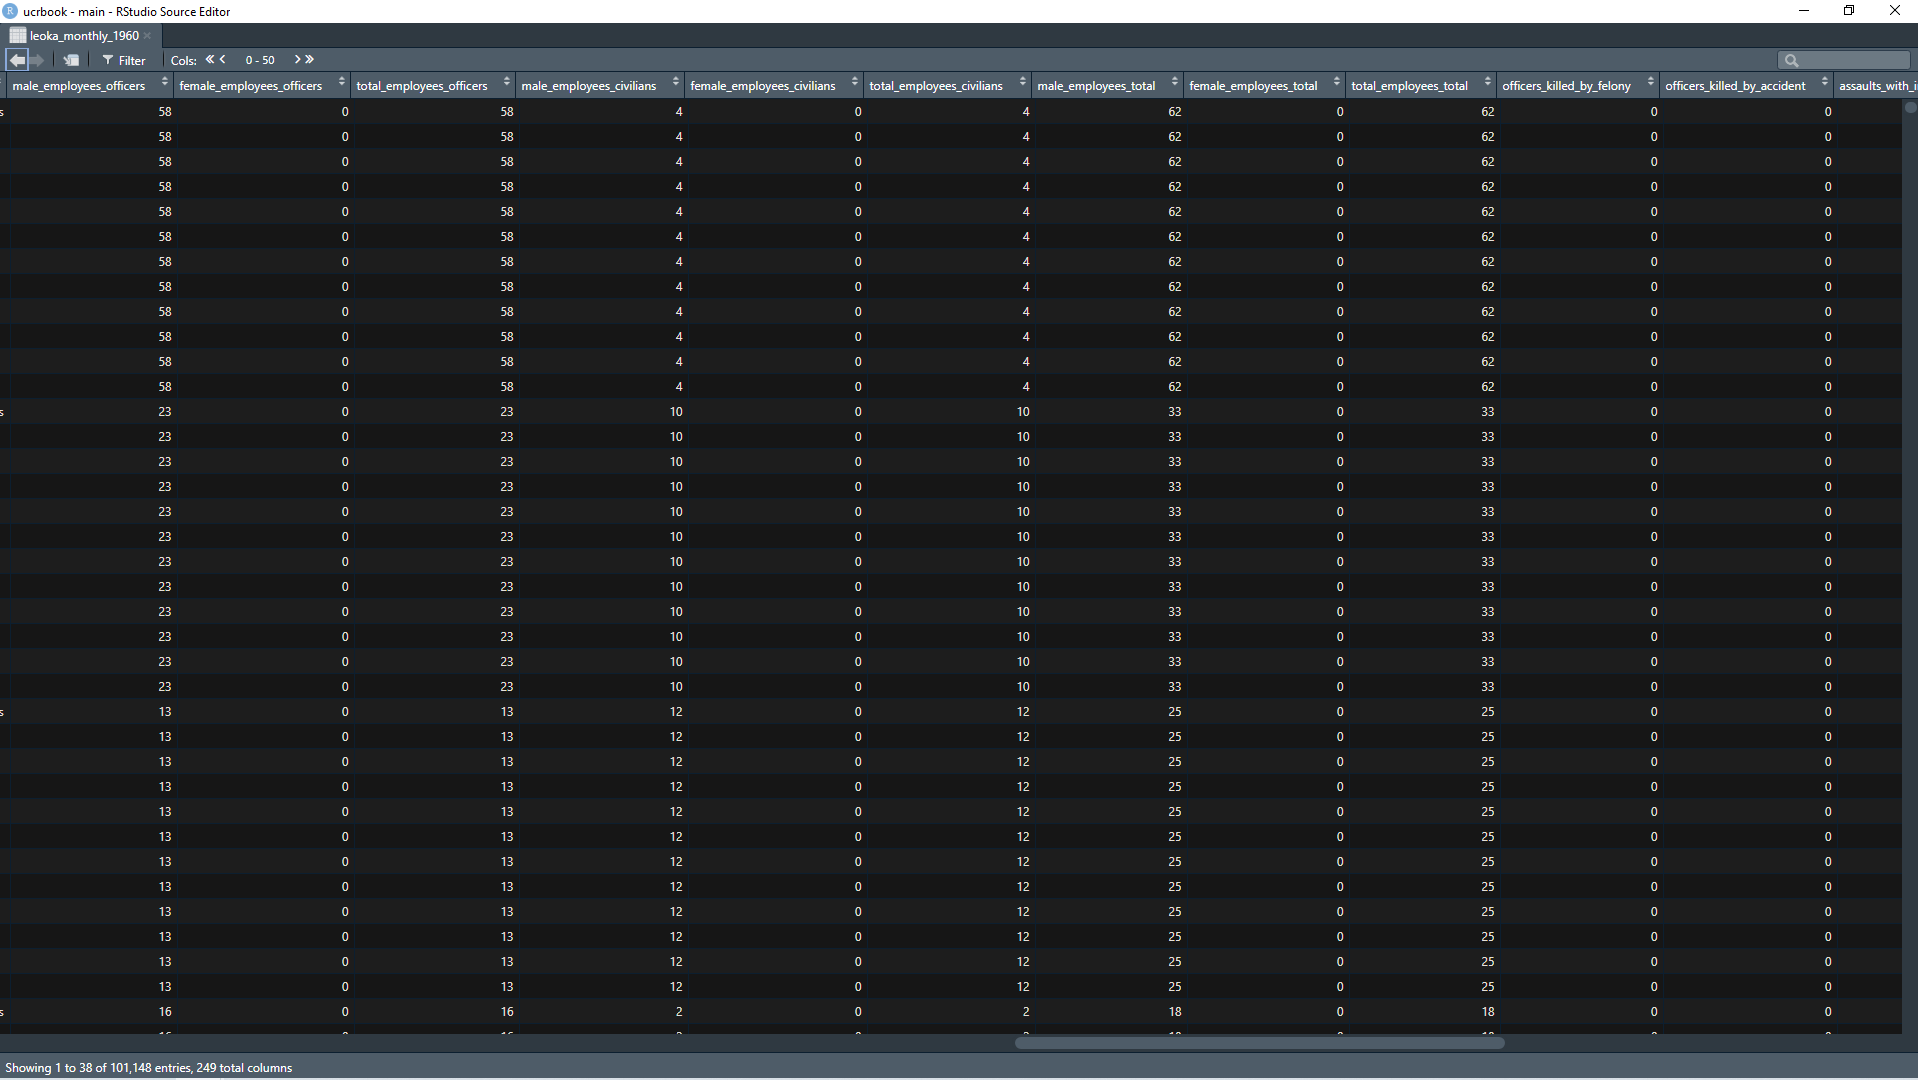 ucrbook - main - RStudio Source Editor
leoka_monthly_1960
Filter Cols: 0 - 50
male_employees_officers female_employees_officers total_employees_officers male_employees_civilians female_employees_civilians total_employees_civilians male_employees_total female_employees_total total_employees_total officers_killed_by_felony officers_killed_by_accident assaults_with_i
s 58 0 58 4 0 4 62 0 62 0 0
58 0 58 4 0 4 62 0 62 0 0
58 0 58 4 0 4 62 0 62 0 0
58 0 58 4 0 4 62 0 62 0 0
58 0 58 4 0 4 62 0 62 0 0
58 0 58 4 0 4 62 0 62 0 0
58 0 58 4 0 4 62 0 62 0 0
58 0 58 4 0 4 62 0 62 0 0
58 0 58 4 0 4 62 0 62 0 0
58 0 58 4 0 4 62 0 62 0 0
58 0 58 4 0 4 62 0 62 0 0
58 0 58 4 0 4 62 0 62 0 0
s 23 0 23 10 0 10 33 0 33 0 0
23 0 23 10 0 10 33 0 33 0 0
23 0 23 10 0 10 33 0 33 0 0
23 0 23 10 0 10 33 0 33 0 0
23 0 23 10 0 10 33 0 33 0 0
23 0 23 10 0 10 33 0 33 0 0
23 0 23 10 0 10 33 0 33 0 0
23 0 23 10 0 10 33 0 33 0 0
23 0 23 10 0 10 33 0 33 0 0
23 0 23 10 0 10 33 0 33 0 0
23 0 23 10 0 10 33 0 33 0 0
23 0 23 10 0 10 33 0 33 0 0
s 13 0 13 12 0 12 25 0 25 0 0
13 0 13 12 0 12 25 0 25 0 0
13 0 13 12 0 12 25 0 25 0 0
13 0 13 12 0 12 25 0 25 0 0
13 0 13 12 0 12 25 0 25 0 0
13 0 13 12 0 12 25 0 25 0 0
13 0 13 12 0 12 25 0 25 0 0
13 0 13 12 0 12 25 0 25 0 0
13 0 13 12 0 12 25 0 25 0 0
13 0 13 12 0 12 25 0 25 0 0
13 0 13 12 0 12 25 0 25 0 0
13 0 13 12 0 12 25 0 25 0 0
s 16 0 16 2 0 2 18 0 18 0 0
Showing 1 to 38 of 101,148 entries, 249 total columns